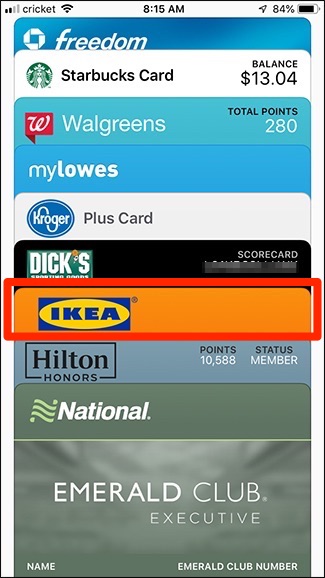 cricket 8:15 AM 84%
freedom
Starbucks Card BALANCE
$13.04
Walgreens TOTAL POINTS
280
mylowes
Kroger Plus Card
DICK'S SCORECARD
SPORTING GOODS
IKEA®
Hilton POINTS STATUS
HONORS 10,588 MEMBER
National.
EMERALD CLUB®
EXECUTIVE
NAME EMERALD CLUB NUMBER